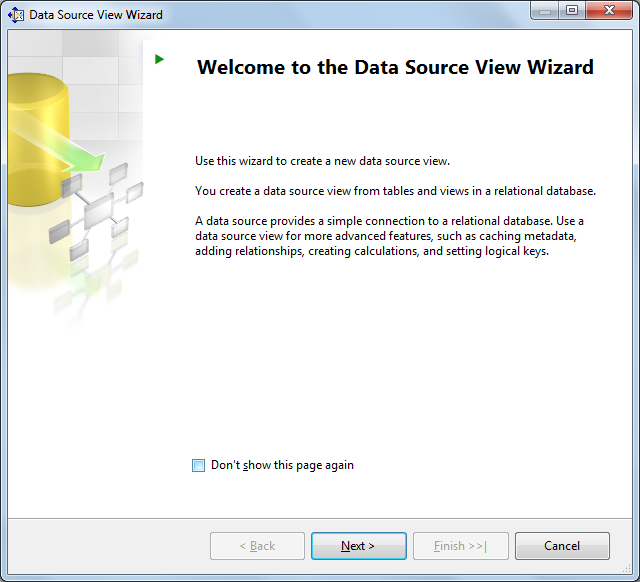 Data Source View Wizard
Welcome to the Data Source View Wizard
Use this wizard to create a new data source view.
You create a data source view from tables and views in a relational database.
A data source provides a simple connection to a relational database. Use a
data source view for more advanced features, such as caching metadata,
adding relationships, creating calculations, and setting logical keys.
Don't show this page again
< Back
Next >
Finish >>|
Cancel